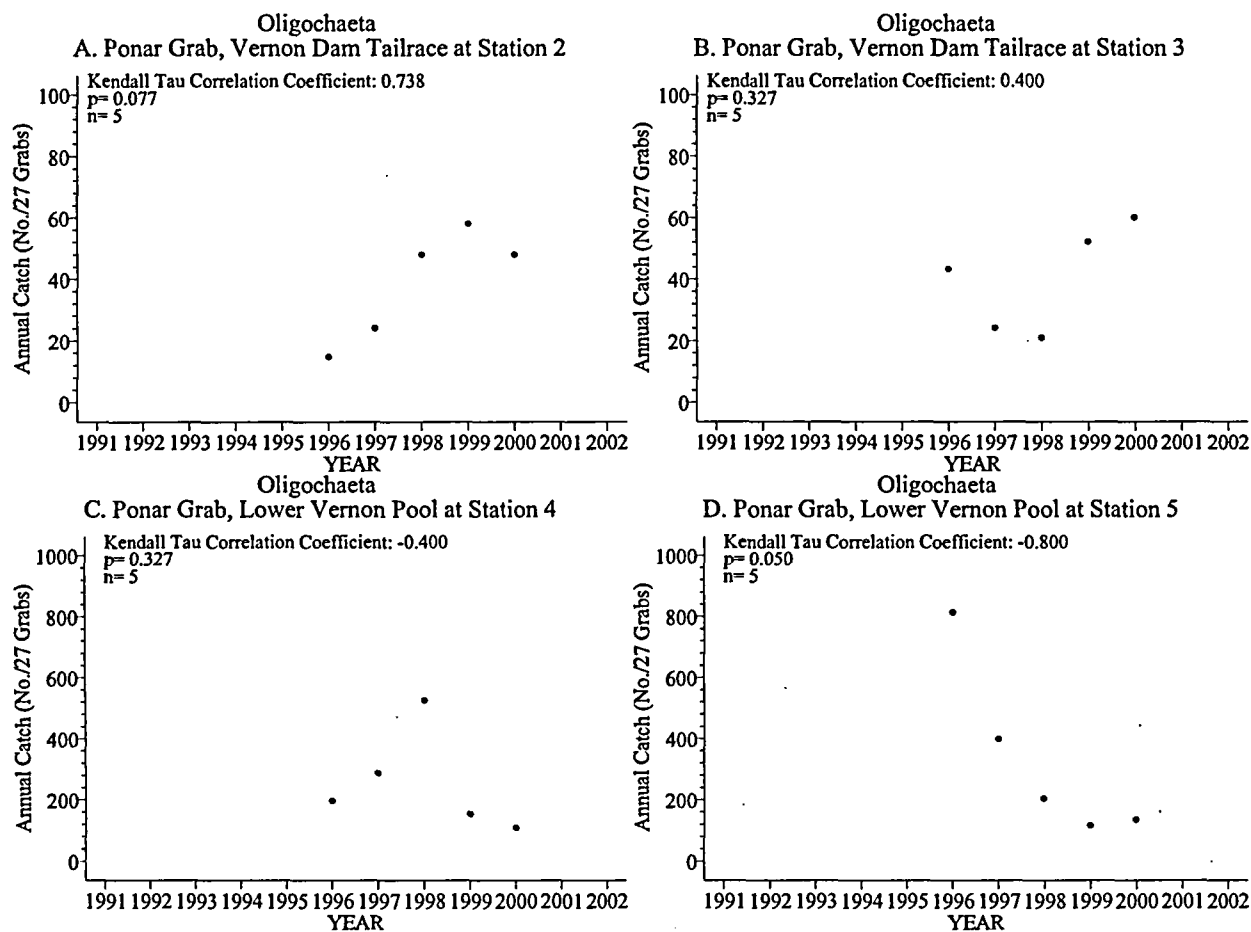 Oligochaeta
A. Ponar Grab, Vernon Dam Tailrace at Station 2
Kendall Tau Correlation Coefficient: 0.738
p= 0.077
n= 5
Annual Catch (No./27 Grabs)
100
80
60
40
20
0
1991 1992 1993 1994 1995 1996 1997 1998 1999 2000 2001 2002
YEAR
Oligochaeta
B. Ponar Grab, Vernon Dam Tailrace at Station 3
Kendall Tau Correlation Coefficient: 0.400
p= 0.327
n= 5
Annual Catch (No./27 Grabs)
100
80
60
40
20
0
1991 1992 1993 1994 1995 1996 1997 1998 1999 2000 2001 2002
YEAR
Oligochaeta
C. Ponar Grab, Lower Vernon Pool at Station 4
Kendall Tau Correlation Coefficient: -0.400
p= 0.327
n= 5
Annual Catch (No./27 Grabs)
1000
800
600
400
200
0
1991 1992 1993 1994 1995 1996 1997 1998 1999 2000 2001 2002
YEAR
Oligochaeta
D. Ponar Grab, Lower Vernon Pool at Station 5
Kendall Tau Correlation Coefficient: -0.800
p= 0.050
n= 5
Annual Catch (No./27 Grabs)
1000
800
600
400
200
0
1991 1992 1993 1994 1995 1996 1997 1998 1999 2000 2001 2002
YEAR